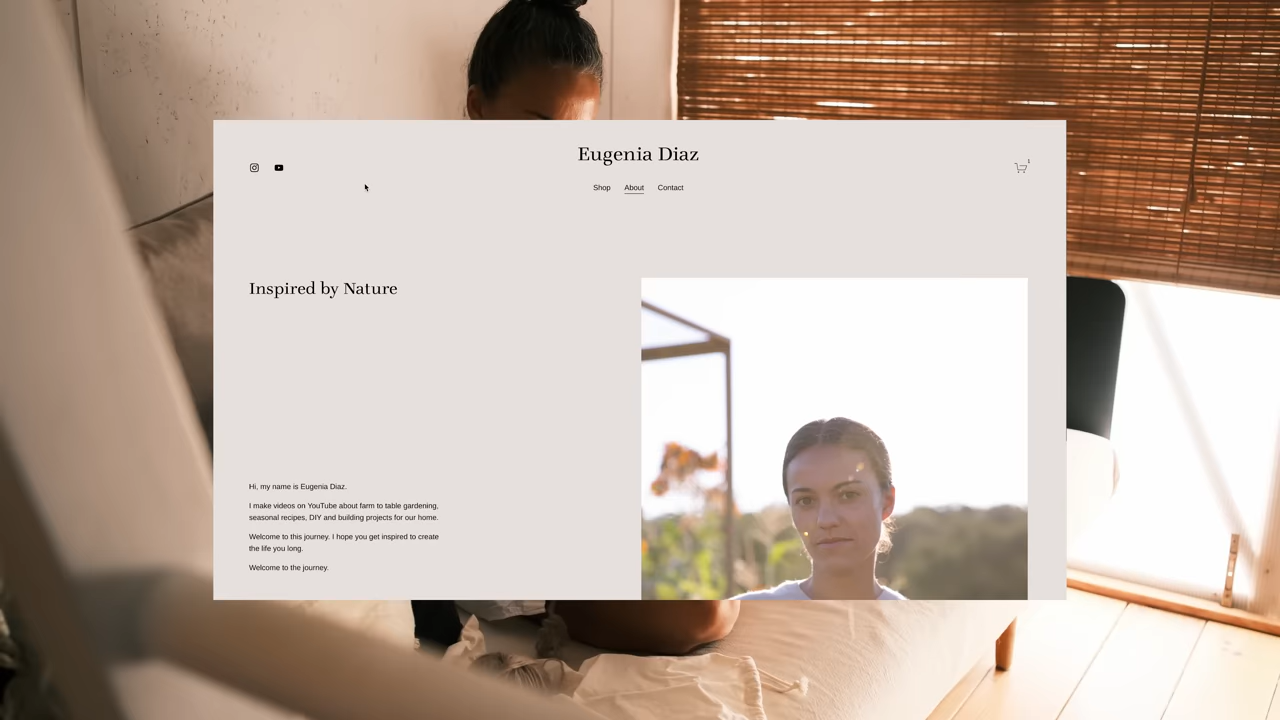 Eugenia Diaz
1
Shop About Contact
Inspired by Nature
Hi, my name is Eugenia Diaz.
I make videos on YouTube about farm to table gardening,
seasonal recipes, DIY and building projects for our home.
Welcome to this journey. I hope you get inspired to create
the life you long.
Welcome to the journey.